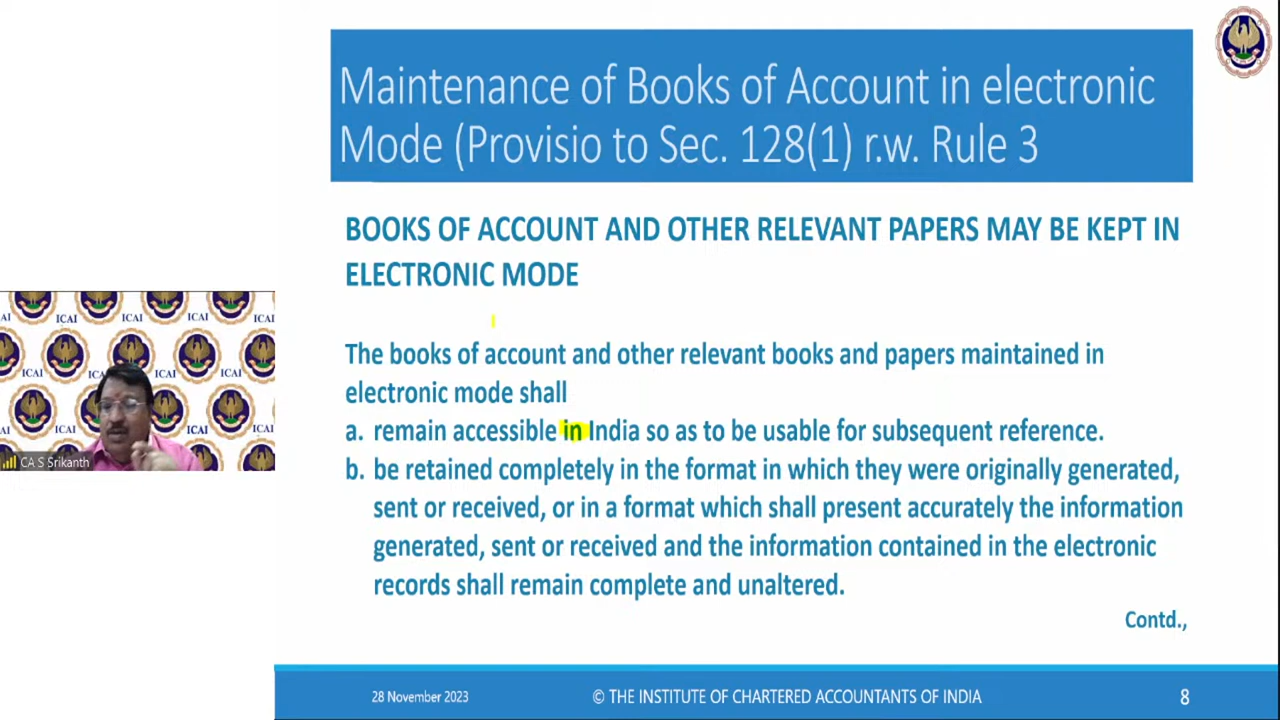 Maintenance of Books of Account in electronic
Mode (Provisio to Sec. 128(1) r.w. Rule 3
BOOKS OF ACCOUNT AND OTHER RELEVANT PAPERS MAY BE KEPT IN
ELECTRONIC MODE
The books of account and other relevant books and papers maintained in
electronic mode shall
a. remain accessible in India so as to be usable for subsequent reference.
b. be retained completely in the format in which they were originally generated,
sent or received, or in a format which shall present accurately the information
generated, sent or received and the information contained in the electronic
records shall remain complete and unaltered.
Contd.,
ICAI
ICAI
ICAI
ICAI
ICAI
CA S Srikanth
28 November 2023
© THE INSTITUTE OF CHARTERED ACCOUNTANTS OF INDIA
8